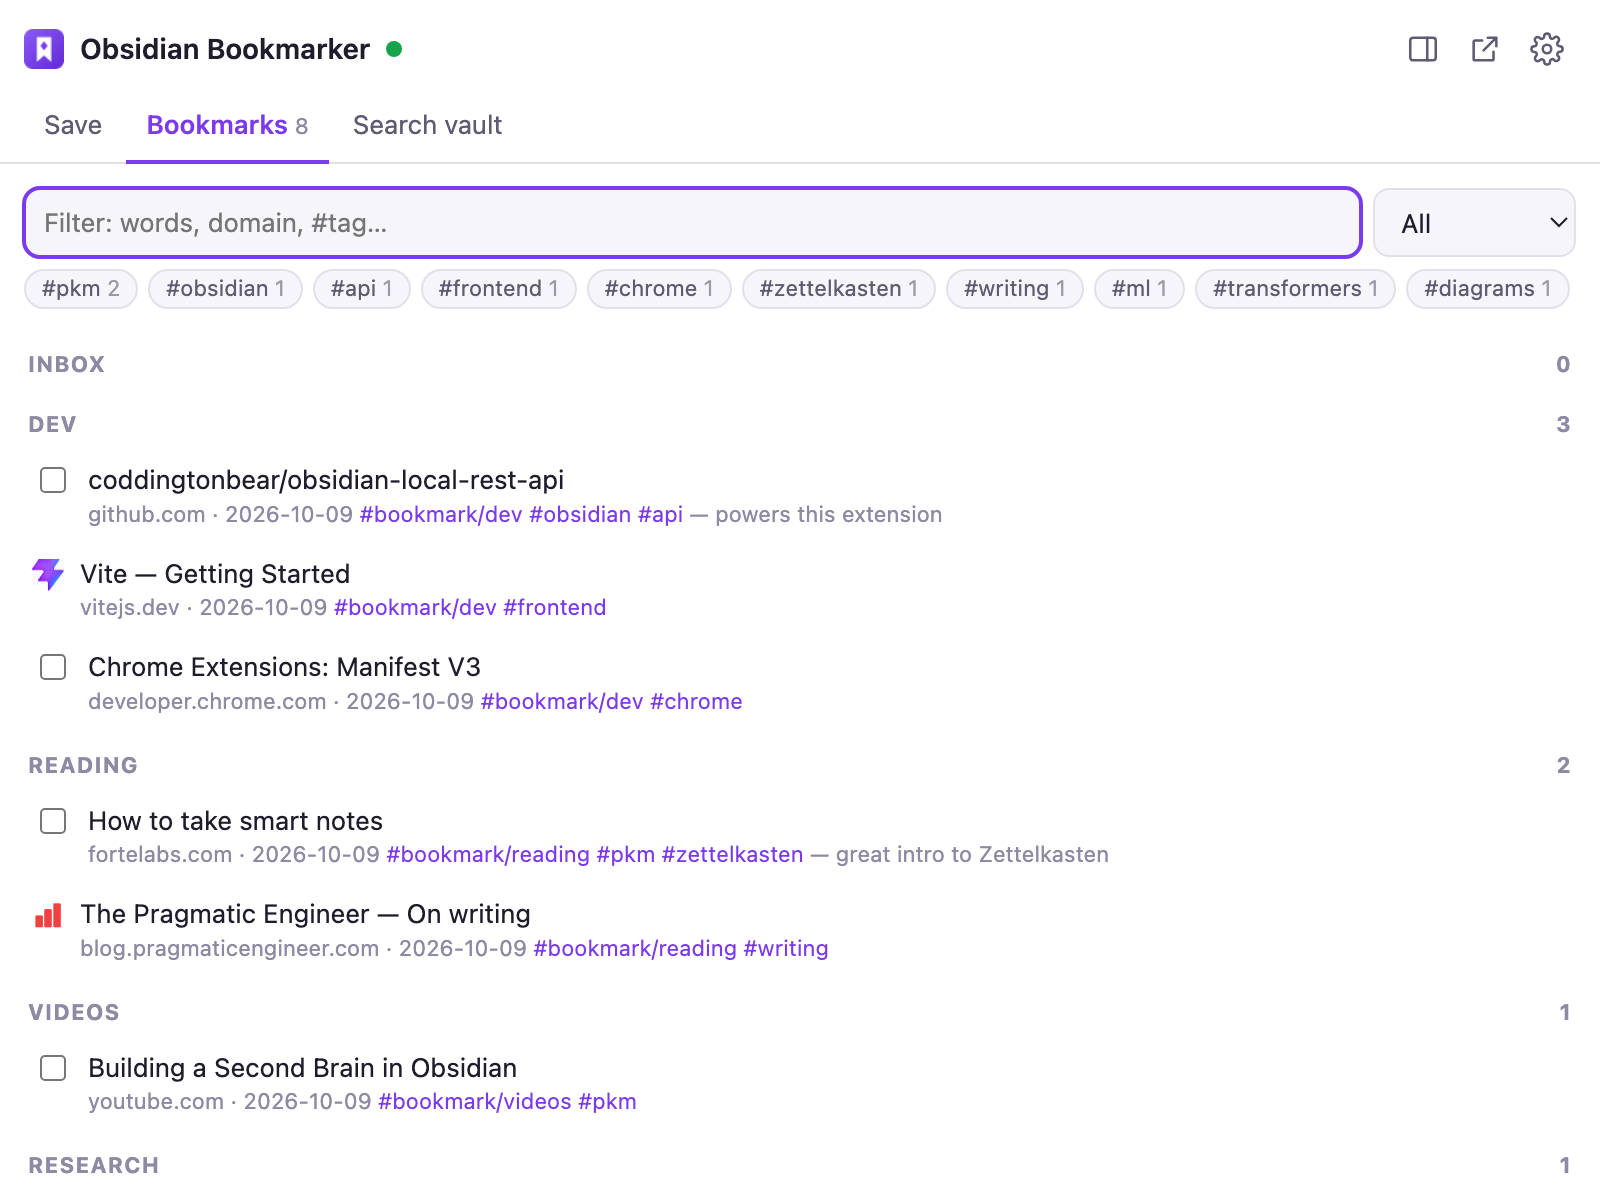 Obsidian Bookmarker
Save Bookmarks 8 Search vault
Filter: words, domain, #tag...
All
#pkm 2 #obsidian 1 #api 1 #frontend 1 #chrome 1 #zettelkasten 1 #writing 1 #ml 1 #transformers 1 #diagrams 1
INBOX 0
DEV 3
coddingtonbear/obsidian-local-rest-api
github.com · 2026-10-09 #bookmark/dev #obsidian #api — powers this extension
Vite — Getting Started
vitejs.dev · 2026-10-09 #bookmark/dev #frontend
Chrome Extensions: Manifest V3
developer.chrome.com · 2026-10-09 #bookmark/dev #chrome
READING 2
How to take smart notes
fortelabs.com · 2026-10-09 #bookmark/reading #pkm #zettelkasten — great intro to Zettelkasten
The Pragmatic Engineer — On writing
blog.pragmaticengineer.com · 2026-10-09 #bookmark/reading #writing
VIDEOS 1
Building a Second Brain in Obsidian
youtube.com · 2026-10-09 #bookmark/videos #pkm
RESEARCH 1